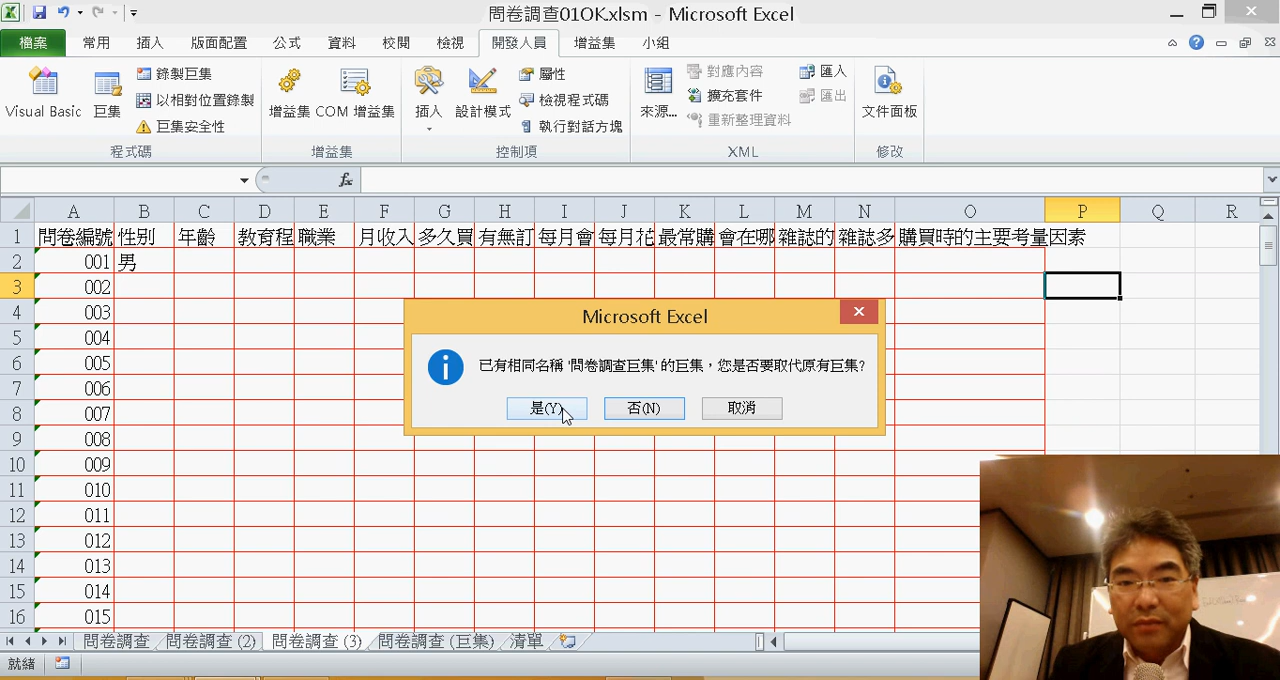 問卷調查01OK.xlsm - Microsoft Excel
檔案 常用 插入 版面配置 公式 資料 校閱 檢視 開發人員 增益集 小組
Visual Basic 巨集 錄製巨集 以相對位置錄製 巨集安全性
增益集 COM 增益集
插入 設計模式 屬性 檢視程式碼 執行對話方塊
來源... 對應內容 擴充套件 重新整理資料 匯入 匯出
文件面板
程式碼 增益集 控制項 XML 修改
fx
A B C D E F G H I J K L M N O P Q R
1 問卷編號 性別 年齡 教育程 職業 月收入 多久買 有無訂 每月會 每月花 最常購 會在哪 雜誌的 雜誌多 購買時的主要考量因素
2 001 男
3 002
4 003
5 004
6 005
7 006
8 007
9 008
10 009
11 010
12 011
13 012
14 013
15 014
16 015
Microsoft Excel
已有相同名稱 '問卷調查巨集' 的巨集，您是否要取代原有巨集?
是(Y) 否(N) 取消
問卷調查 問卷調查 (2) 問卷調查 (3) 問卷調查 (巨集) 清單
就緒